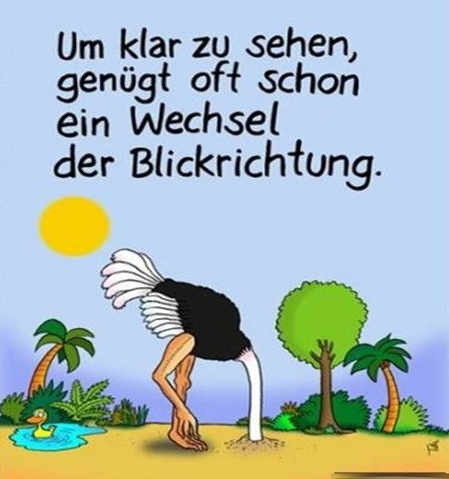 Um klar zu sehen,
genügt oft schon
ein Wechsel
der Blickrichtung.